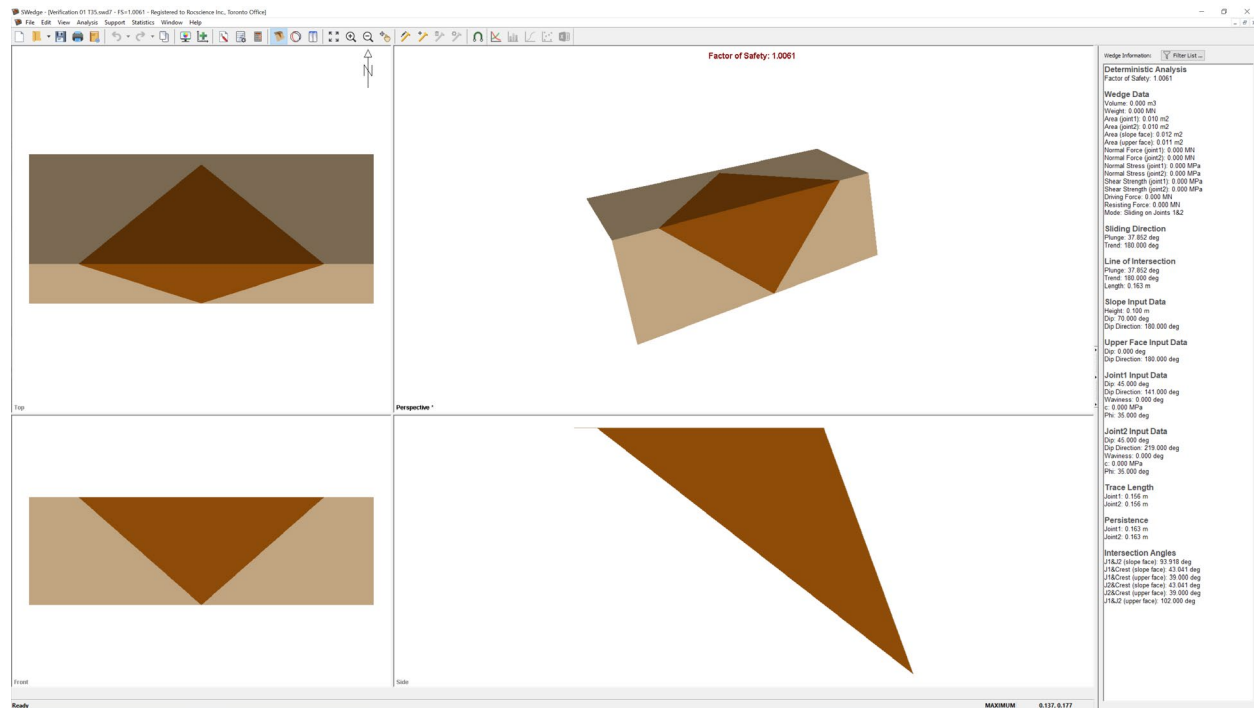 SWedge - [Verification 01 T35.swd7 - FS=1.0061 - Registered to Rocscience Inc., Toronto Office]
File Edit View Analysis Support Statistics Window Help
N
Top
Factor of Safety: 1.0061
Perspective *
Front
Side
Wedge Information: Filter List ...
Deterministic Analysis
Factor of Safety: 1.0061
Wedge Data
Volume: 0.000 m3
Weight: 0.000 MN
Area (joint1): 0.010 m2
Area (joint2): 0.010 m2
Area (slope face): 0.012 m2
Area (upper face): 0.011 m2
Normal Force (joint1): 0.000 MN
Normal Force (joint2): 0.000 MN
Normal Stress (joint1): 0.000 MPa
Normal Stress (joint2): 0.000 MPa
Shear Strength (joint1): 0.000 MPa
Shear Strength (joint2): 0.000 MPa
Driving Force: 0.000 MN
Resisting Force: 0.000 MN
Mode: Sliding on Joints 1&2
Sliding Direction
Plunge: 37.852 deg
Trend: 180.000 deg
Line of Intersection
Plunge: 37.852 deg
Trend: 180.000 deg
Length: 0.163 m
Slope Input Data
Height: 0.100 m
Dip: 70.000 deg
Dip Direction: 180.000 deg
Upper Face Input Data
Dip: 0.000 deg
Dip Direction: 180.000 deg
Joint1 Input Data
Dip: 45.000 deg
Dip Direction: 141.000 deg
Waviness: 0.000 deg
c: 0.000 MPa
Phi: 35.000 deg
Joint2 Input Data
Dip: 45.000 deg
Dip Direction: 219.000 deg
Waviness: 0.000 deg
c: 0.000 MPa
Phi: 35.000 deg
Trace Length
Joint1: 0.156 m
Joint2: 0.156 m
Persistence
Joint1: 0.163 m
Joint2: 0.163 m
Intersection Angles
J1&J2 (slope face): 93.918 deg
J1&Crest (slope face): 43.041 deg
J1&Crest (upper face): 39.000 deg
J2&Crest (slope face): 43.041 deg
J2&Crest (upper face): 39.000 deg
J1&J2 (upper face): 102.000 deg
Ready
MAXIMUM 0.137, 0.177